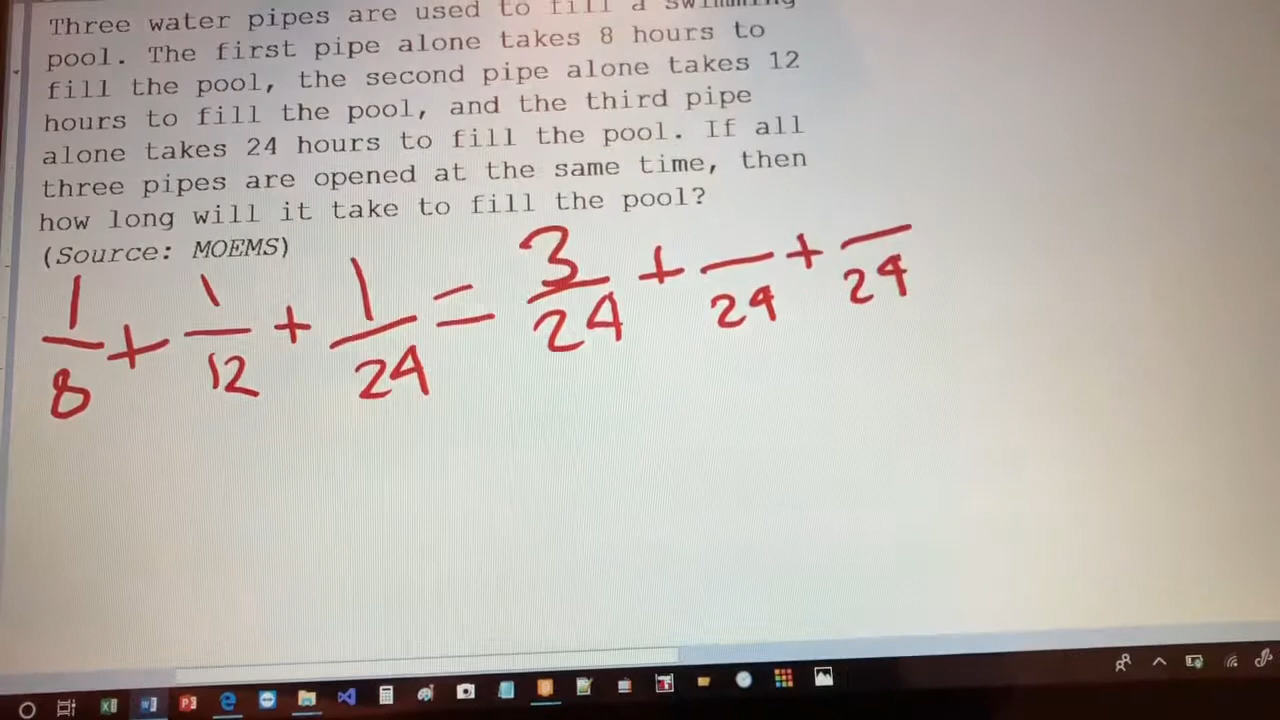 Three water pipes are used to fill a swimming
pool. The first pipe alone takes 8 hours to
fill the pool, the second pipe alone takes 12
hours to fill the pool, and the third pipe
alone takes 24 hours to fill the pool. If all
three pipes are opened at the same time, then
how long will it take to fill the pool?
(Source: MOEMS)
1/8 + 1/12 + 1/24 = 3/24 + /24 + /24